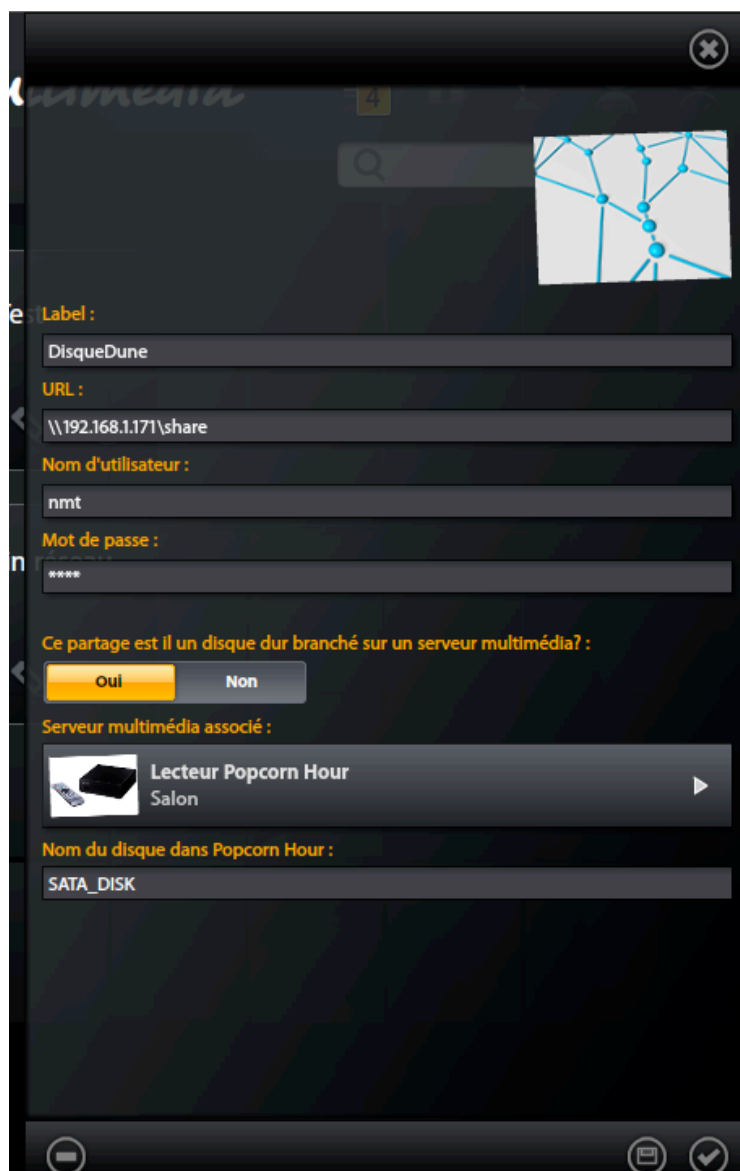 4
Label :
DisqueDune
URL :
\\192.168.1.171\share
Nom d'utilisateur :
nmt
Mot de passe :
****
Ce partage est il un disque dur branché sur un serveur multimédia? :
Oui Non
Serveur multimédia associé :
Lecteur Popcorn Hour
Salon
Nom du disque dans Popcorn Hour :
SATA_DISK